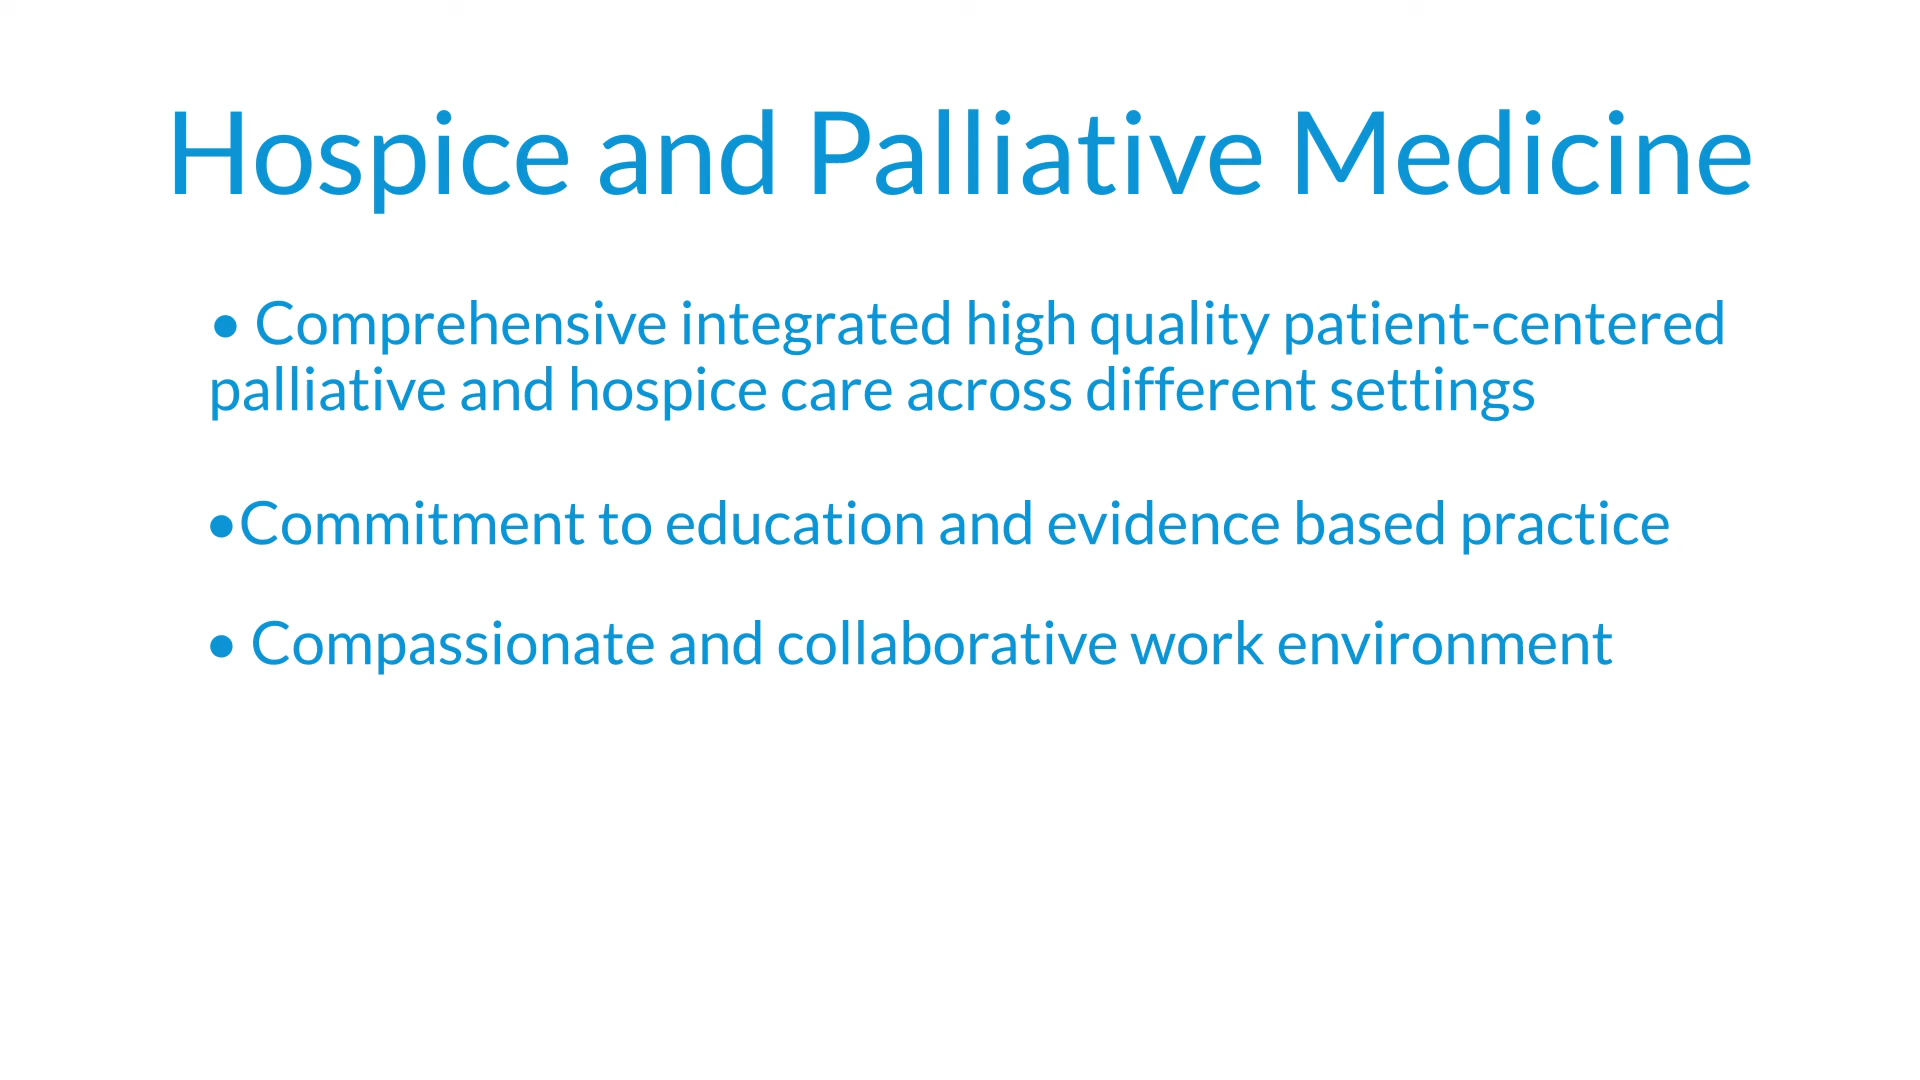 Hospice and Palliative Medicine
• Comprehensive integrated high quality patient-centered
palliative and hospice care across different settings
•Commitment to education and evidence based practice
• Compassionate and collaborative work environment